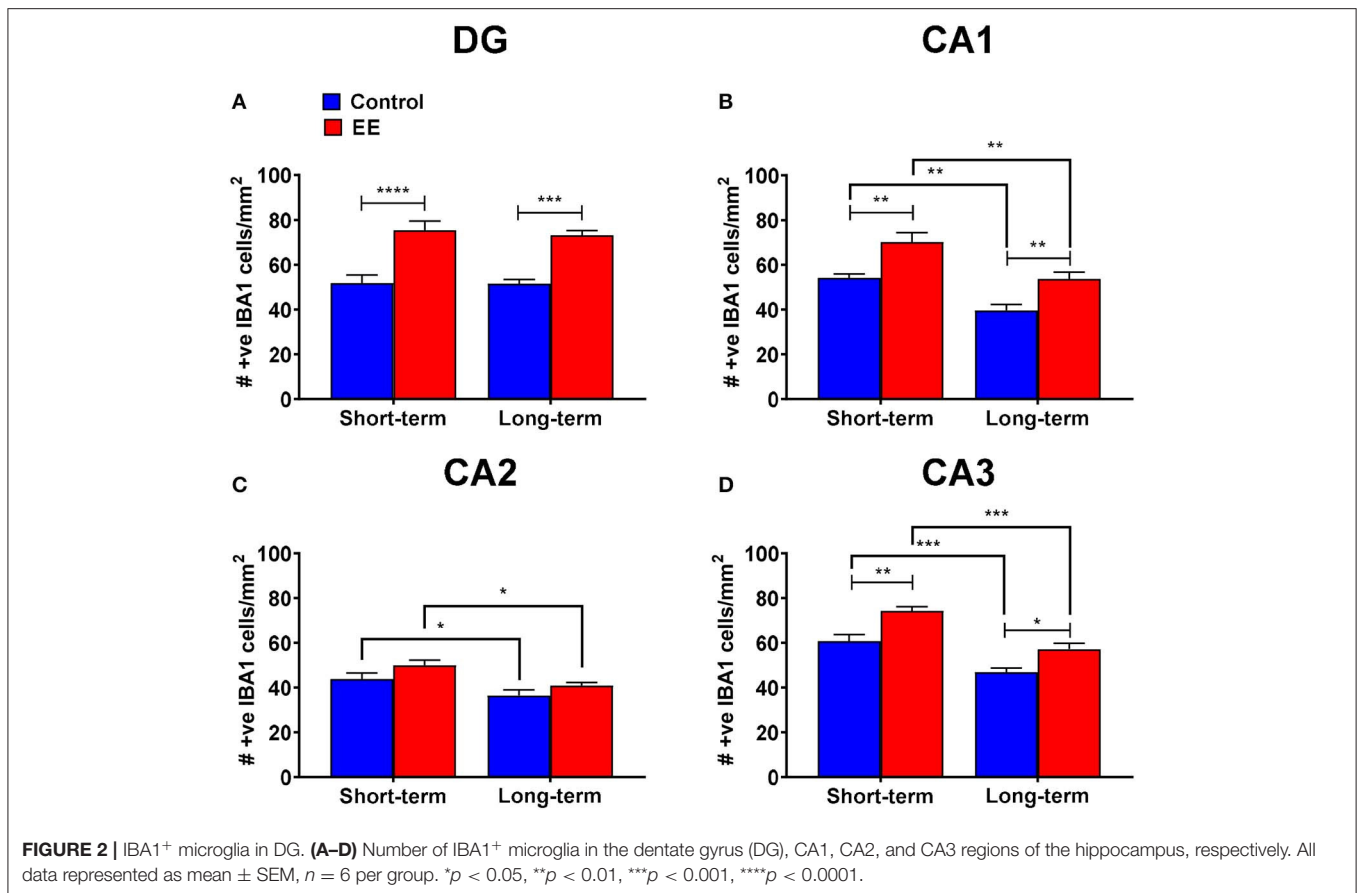 DG
CA1
A
Control
EE
B
# +ve IBA1 cells/mm²
100
80
60
40
20
0
****
***
Short-term
Long-term
# +ve IBA1 cells/mm²
100
80
60
40
20
0
**
**
**
**
Short-term
Long-term
CA2
CA3
C
D
# +ve IBA1 cells/mm²
100
80
60
40
20
0
*
*
Short-term
Long-term
# +ve IBA1 cells/mm²
100
80
60
40
20
0
***
***
**
*
Short-term
Long-term
FIGURE 2 | IBA1⁺ microglia in DG. (A–D) Number of IBA1⁺ microglia in the dentate gyrus (DG), CA1, CA2, and CA3 regions of the hippocampus, respectively. All
data represented as mean ± SEM, n = 6 per group. *p < 0.05, **p < 0.01, ***p < 0.001, ****p < 0.0001.